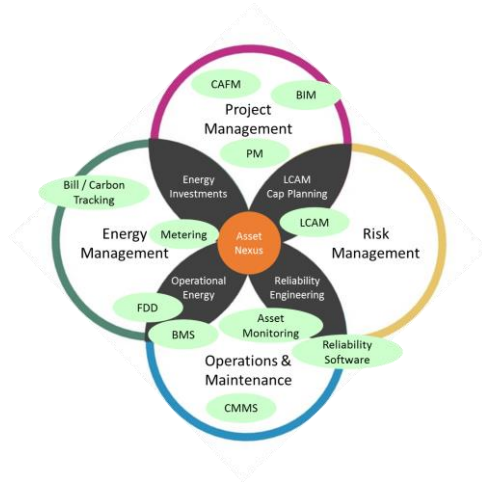 CAFM
BIM
Project
Management
PM
Energy
Investments
LCAM
Cap Planning
Bill / Carbon
Tracking
Energy
Management
Metering
Asset
Nexus
LCAM
Risk
Management
Operational
Energy
Reliability
Engineering
FDD
BMS
Asset
Monitoring
Reliability
Software
Operations &
Maintenance
CMMS